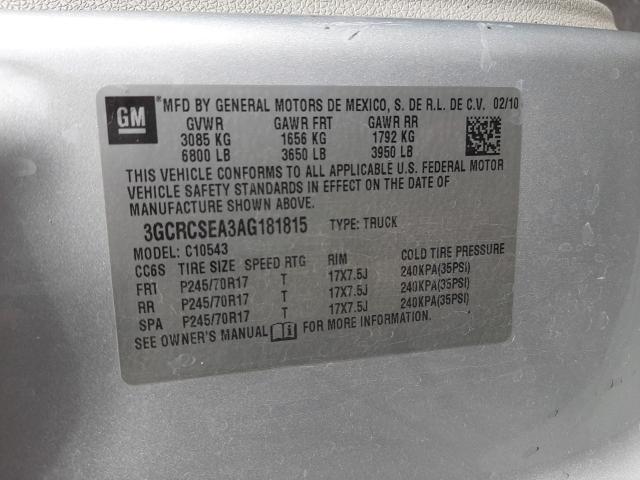 GM MFD BY GENERAL MOTORS DE MEXICO, S. DE R.L. DE C.V. 02/10
GVWR GAWR FRT GAWR RR
3085 KG 1656 KG 1792 KG
6800 LB 3650 LB 3950 LB
THIS VEHICLE CONFORMS TO ALL APPLICABLE U.S. FEDERAL MOTOR
VEHICLE SAFETY STANDARDS IN EFFECT ON THE DATE OF
MANUFACTURE SHOWN ABOVE.
3GCRCSEA3AG181815 TYPE: TRUCK
MODEL: C10543
CC6S TIRE SIZE SPEED RTG RIM COLD TIRE PRESSURE
FRT P245/70R17 T 17X7.5J 240KPA(35PSI)
RR P245/70R17 T 17X7.5J 240KPA(35PSI)
SPA P245/70R17 T 17X7.5J 240KPA(35PSI)
SEE OWNER'S MANUAL FOR MORE INFORMATION.